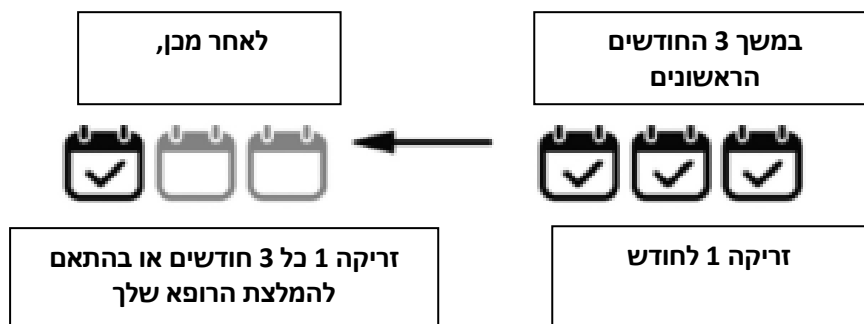 במשך 3 החודשים
הראשונים
לאחר מכן,
זריקה 1 לחודש
זריקה 1 כל 3 חודשים או בהתאם
להמלצת הרופא שלך